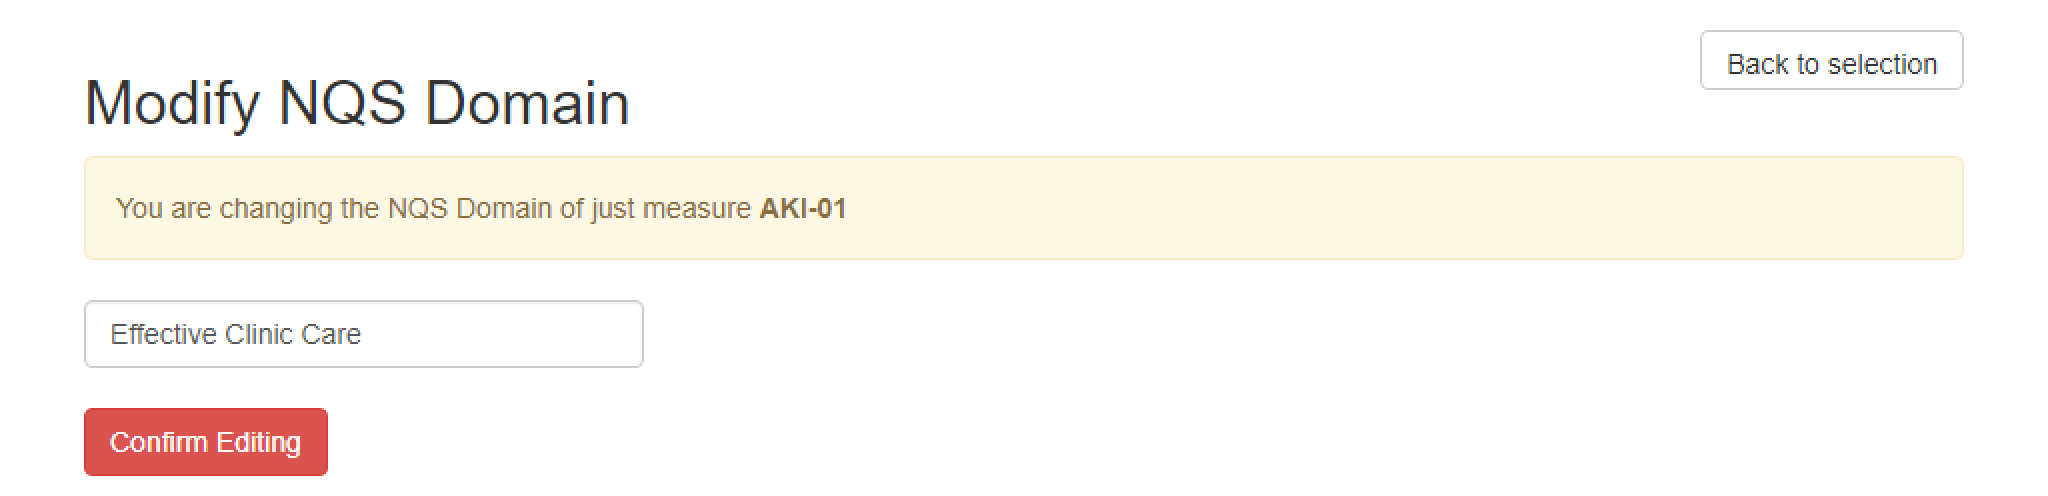 Back to selection
Modify NQS Domain
You are changing the NQS Domain of just measure AKI-01
Effective Clinic Care
Confirm Editing